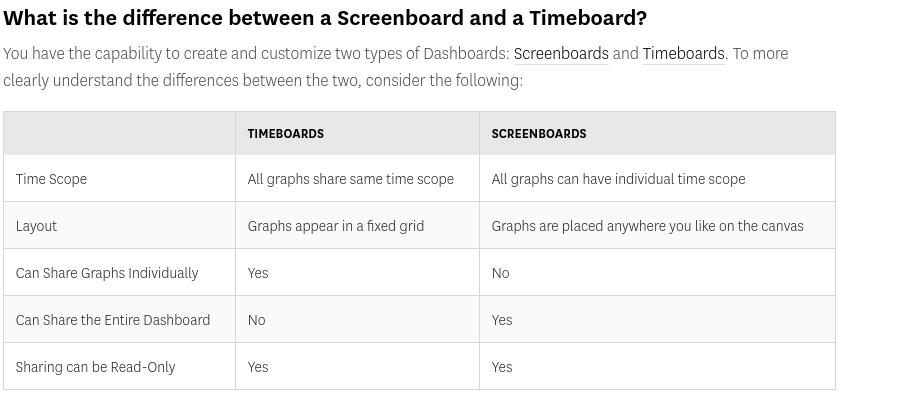 What is the difference between a Screenboard and a Timeboard?
You have the capability to create and customize two types of Dashboards: Screenboards and Timeboards. To more
clearly understand the differences between the two, consider the following:
TIMEBOARDS SCREENBOARDS
Time Scope All graphs share same time scope All graphs can have individual time scope
Layout Graphs appear in a fixed grid Graphs are placed anywhere you like on the canvas
Can Share Graphs Individually Yes No
Can Share the Entire Dashboard No Yes
Sharing can be Read-Only Yes Yes